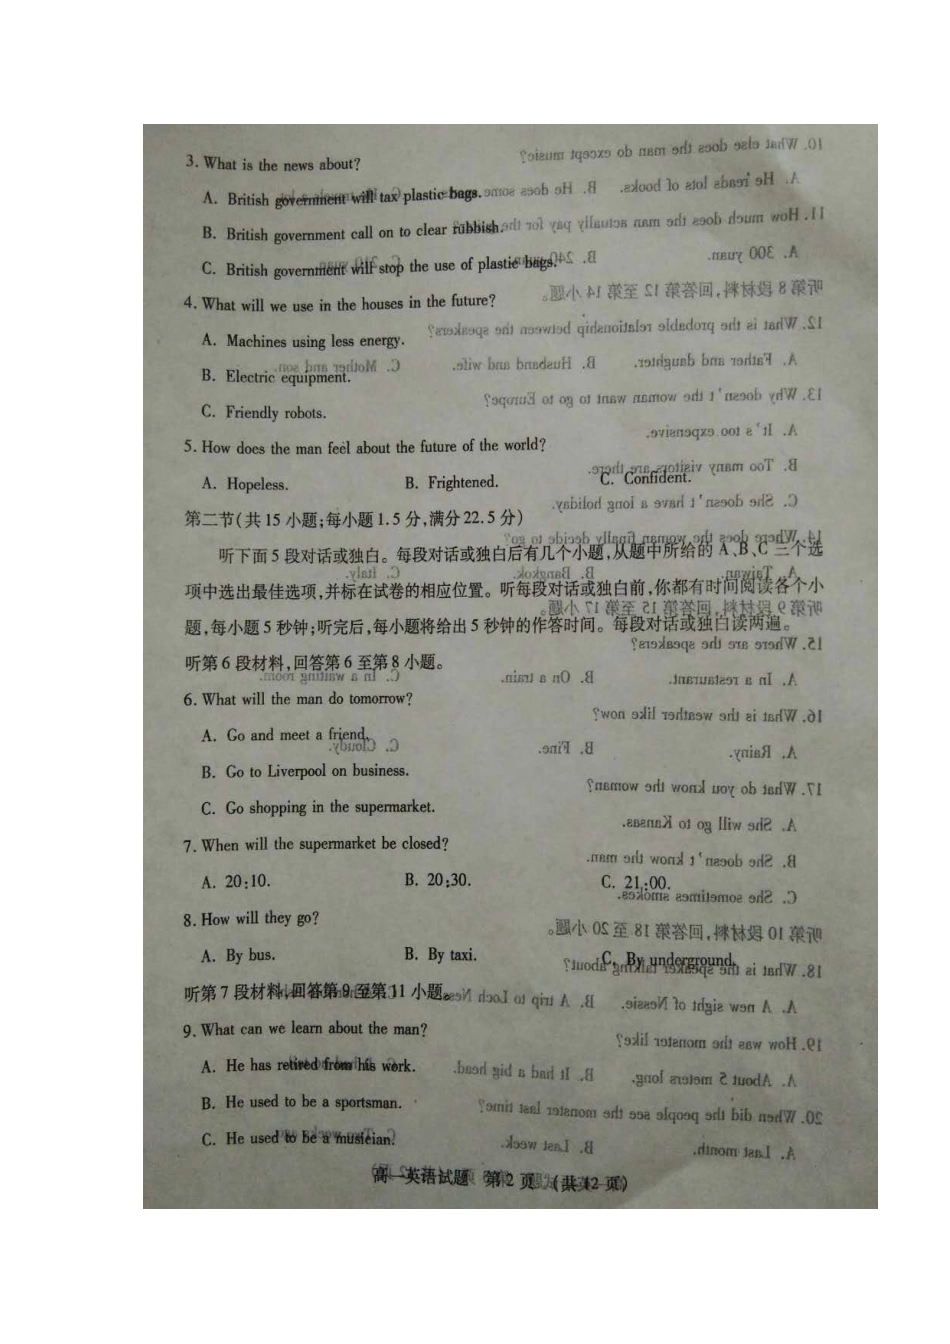 3. What is the news about?
A. British government will tax plastic bags.
B. British government call on to clear rubbish.
C. British government will stop the use of plastic bags.
4. What will we use in the houses in the future?
A. Machines using less energy.
B. Electric equipment.
C. Friendly robots.
5. How does the man feel about the future of the world?
A. Hopeless. B. Frightened. C. Confident.
第二节(共 15 小题;每小题 1.5 分,满分 22.5 分)
听下面 5 段对话或独白。每段对话或独白后有几个小题,从题中所给的 A、B、C 三个选
项中选出最佳选项,并标在试卷的相应位置。听每段对话或独白前,你都有时间阅读各个小
题,每小题 5 秒钟;听完后,每小题将给出 5 秒钟的作答时间。每段对话或独白读两遍。
听第 6 段材料,回答第 6 至第 8 小题。
6. What will the man do tomorrow?
A. Go and meet a friend.
B. Go to Liverpool on business.
C. Go shopping in the supermarket.
7. When will the supermarket be closed?
A. 20:10. B. 20:30. C. 21:00.
8. How will they go?
A. By bus. B. By taxi. C. By underground.
听第 7 段材料,回答第 9 至第 11 小题。
9. What can we learn about the man?
A. He has retired from his work.
B. He used to be a sportsman.
C. He used to be a musician.
高一英语试题 第 2 页 (共 12 页)